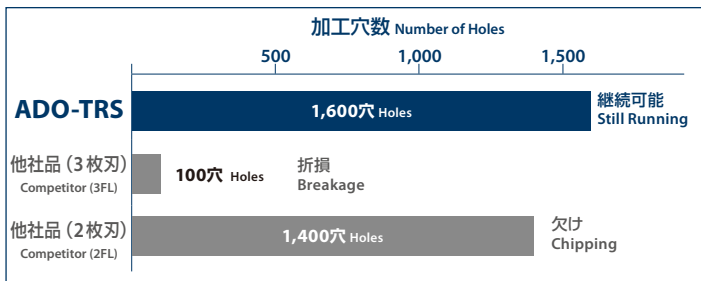 加工穴数 Number of Holes
500 1,000 1,500
ADO-TRS 1,600穴 Holes 継続可能
Still Running
他社品（3枚刃） 100穴 Holes 折損
Competitor (3FL) Breakage
他社品（2枚刃） 1,400穴 Holes 欠け
Competitor (2FL) Chipping